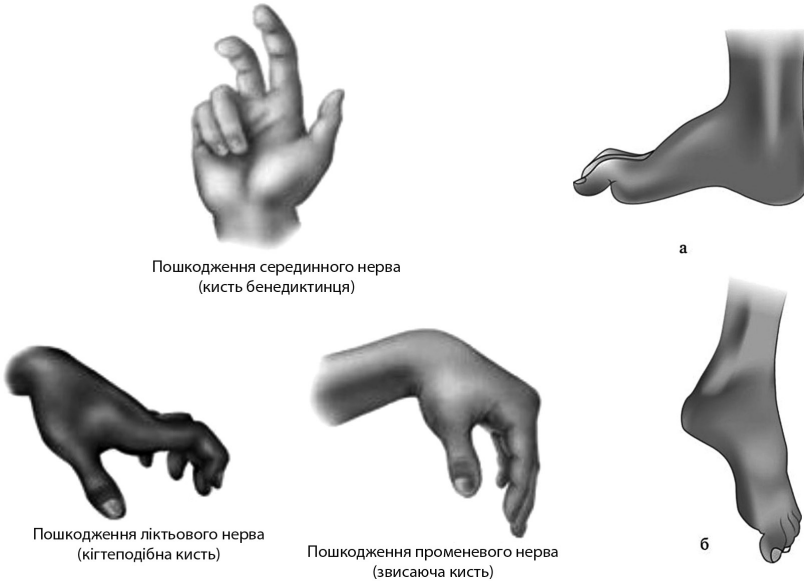 Пошкодження серединного нерва
(кисть бенедиктинця)
а
Пошкодження ліктьового нерва
(кігтеподібна кисть)
Пошкодження променевого нерва
(звисаюча кисть)
б